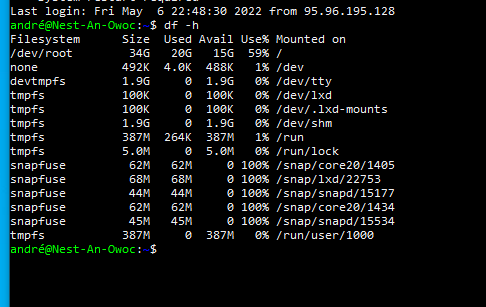 Last login: Fri May  6 22:48:30 2022 from 95.96.195.128
andré@Nest-An-Owoc:~$ df -h
Filesystem      Size  Used Avail Use% Mounted on
/dev/root        34G   20G   15G  59% /
none            492K  4.0K  488K   1% /dev
devtmpfs        1.9G     0  1.9G   0% /dev/tty
tmpfs           100K     0  100K   0% /dev/lxd
tmpfs           100K     0  100K   0% /dev/.lxd-mounts
tmpfs           1.9G     0  1.9G   0% /dev/shm
tmpfs           387M  264K  387M   1% /run
tmpfs           5.0M     0  5.0M   0% /run/lock
snapfuse         62M   62M     0 100% /snap/core20/1405
snapfuse         68M   68M     0 100% /snap/lxd/22753
snapfuse         44M   44M     0 100% /snap/snapd/15177
snapfuse         62M   62M     0 100% /snap/core20/1434
snapfuse         45M   45M     0 100% /snap/snapd/15534
tmpfs           387M     0  387M   0% /run/user/1000
andré@Nest-An-Owoc:~$